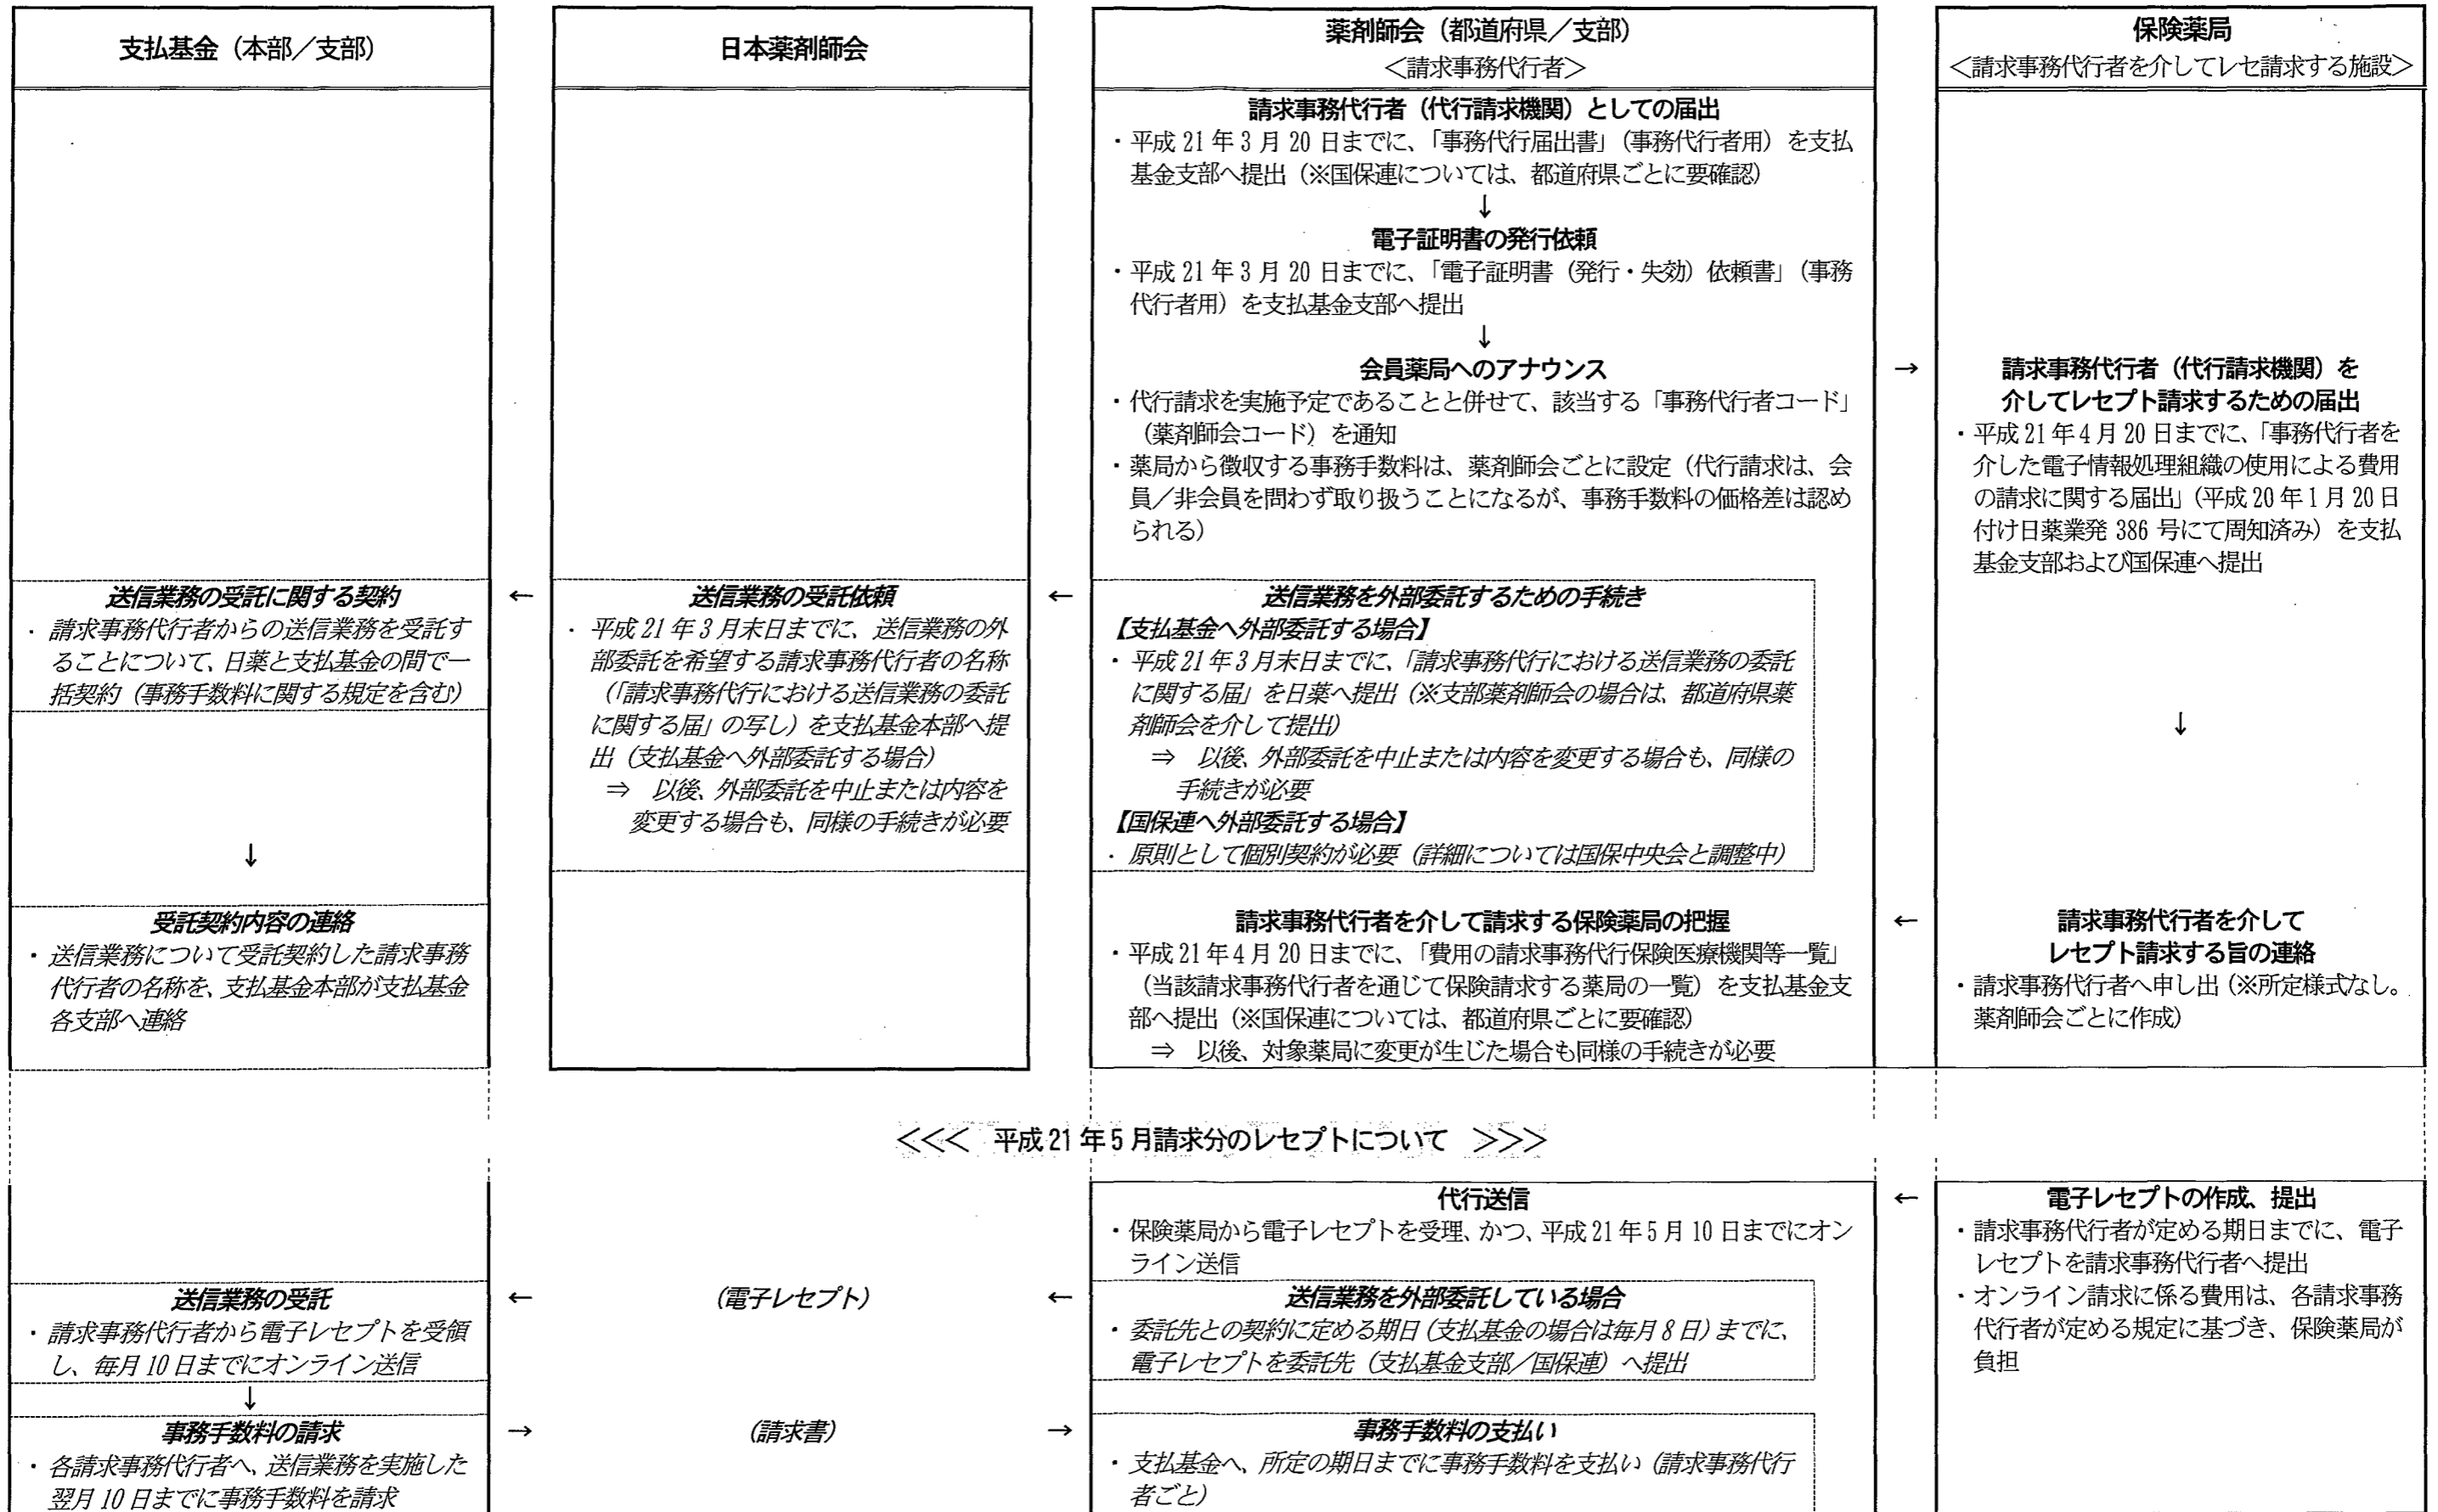 支払基金（本部／支部）
日本薬剤師会
薬剤師会（都道府県／支部）
＜請求事務代行者＞
保険薬局
＜請求事務代行者を介してレセ請求する施設＞
請求事務代行者（代行請求機関）としての届出
・平成 21 年 3 月 20 日までに、「事務代行届出書」（事務代行者用）を支払
基金支部へ提出（※国保連については、都道府県ごとに要確認）
↓
電子証明書の発行依頼
・平成 21 年 3 月 20 日までに、「電子証明書（発行・失効）依頼書」（事務
代行者用）を支払基金支部へ提出
↓
会員薬局へのアナウンス
・代行請求を実施予定であることと併せて、該当する「事務代行者コード」
（薬剤師会コード）を通知
・薬局から徴収する事務手数料は、薬剤師会ごとに設定（代行請求は、会
員／非会員を問わず取り扱うことになるが、事務手数料の価格差は認め
られる）
→
請求事務代行者（代行請求機関）を
介してレセプト請求するための届出
・平成 21 年 4 月 20 日までに、「事務代行者を
介した電子情報処理組織の使用による費用
の請求に関する届出」（平成 20 年 1 月 20 日
付け日薬業発 386 号にて周知済み）を支払
基金支部および国保連へ提出
送信業務の受託に関する契約
・請求事務代行者からの送信業務を受託す
ることについて、日薬と支払基金の間で一
括契約（事務手数料に関する規定を含む）
←
送信業務の受託依頼
・平成 21 年 3 月末日までに、送信業務の外
部委託を希望する請求事務代行者の名称
（「請求事務代行における送信業務の委託
に関する届」の写し）を支払基金本部へ提
出（支払基金へ外部委託する場合）
⇒ 以後、外部委託を中止または内容を
変更する場合も、同様の手続きが必要
←
送信業務を外部委託するための手続き
【支払基金へ外部委託する場合】
・平成 21 年 3 月末日までに、「請求事務代行における送信業務の委託
に関する届」を日薬へ提出（※支部薬剤師会の場合は、都道府県薬
剤師会を介して提出）
⇒ 以後、外部委託を中止または内容を変更する場合も、同様の
手続きが必要
【国保連へ外部委託する場合】
・原則として個別契約が必要（詳細については国保中央会と調整中）
↓
↓
受託契約内容の連絡
・送信業務について受託契約した請求事務
代行者の名称を、支払基金本部が支払基金
各支部へ連絡
請求事務代行者を介して請求する保険薬局の把握
・平成 21 年 4 月 20 日までに、「費用の請求事務代行保険医療機関等一覧」
（当該請求事務代行者を通じて保険請求する薬局の一覧）を支払基金支
部へ提出（※国保連については、都道府県ごとに要確認）
⇒ 以後、対象薬局に変更が生じた場合も同様の手続きが必要
←
請求事務代行者を介して
レセプト請求する旨の連絡
・請求事務代行者へ申し出（※所定様式なし。
薬剤師会ごとに作成）
＜＜＜ 平成 21 年 5 月請求分のレセプトについて ＞＞＞
代行送信
・保険薬局から電子レセプトを受理、かつ、平成 21 年 5 月 10 日までにオン
ライン送信
←
電子レセプトの作成、提出
・請求事務代行者が定める期日までに、電子
レセプトを請求事務代行者へ提出
・オンライン請求に係る費用は、各請求事務
代行者が定める規定に基づき、保険薬局が
負担
送信業務の受託
・請求事務代行者から電子レセプトを受領
し、毎月 10 日までにオンライン送信
←
（電子レセプト）
←
送信業務を外部委託している場合
・委託先との契約に定める期日（支払基金の場合は毎月 8 日）までに、
電子レセプトを委託先（支払基金支部／国保連）へ提出
↓
事務手数料の請求
・各請求事務代行者へ、送信業務を実施した
翌月 10 日までに事務手数料を請求
→
（請求書）
→
事務手数料の支払い
・支払基金へ、所定の期日までに事務手数料を支払い（請求事務代行
者ごと）